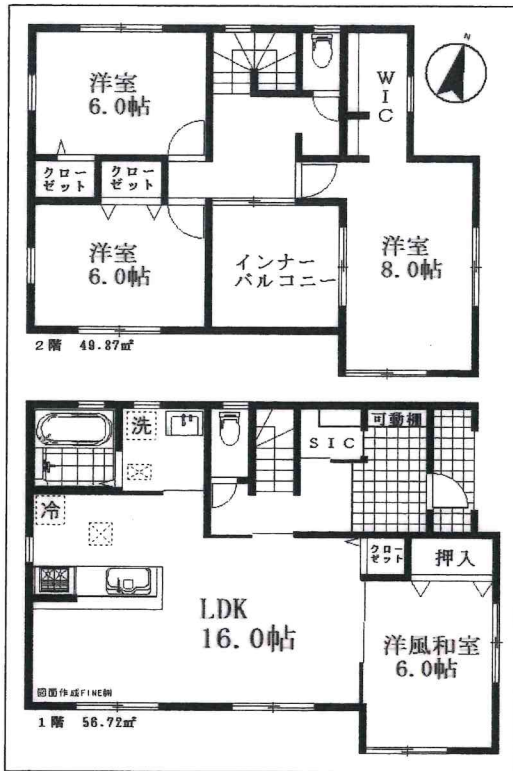 洋室
6.0帖
WIC
N
クローゼット
クローゼット
洋室
6.0帖
インナー
バルコニー
洋室
8.0帖
2階 49.87㎡
洗
SIC
可動棚
冷
クローゼット
押入
LDK
16.0帖
洋風和室
6.0帖
図面作成FINE㈱
1階 56.72㎡